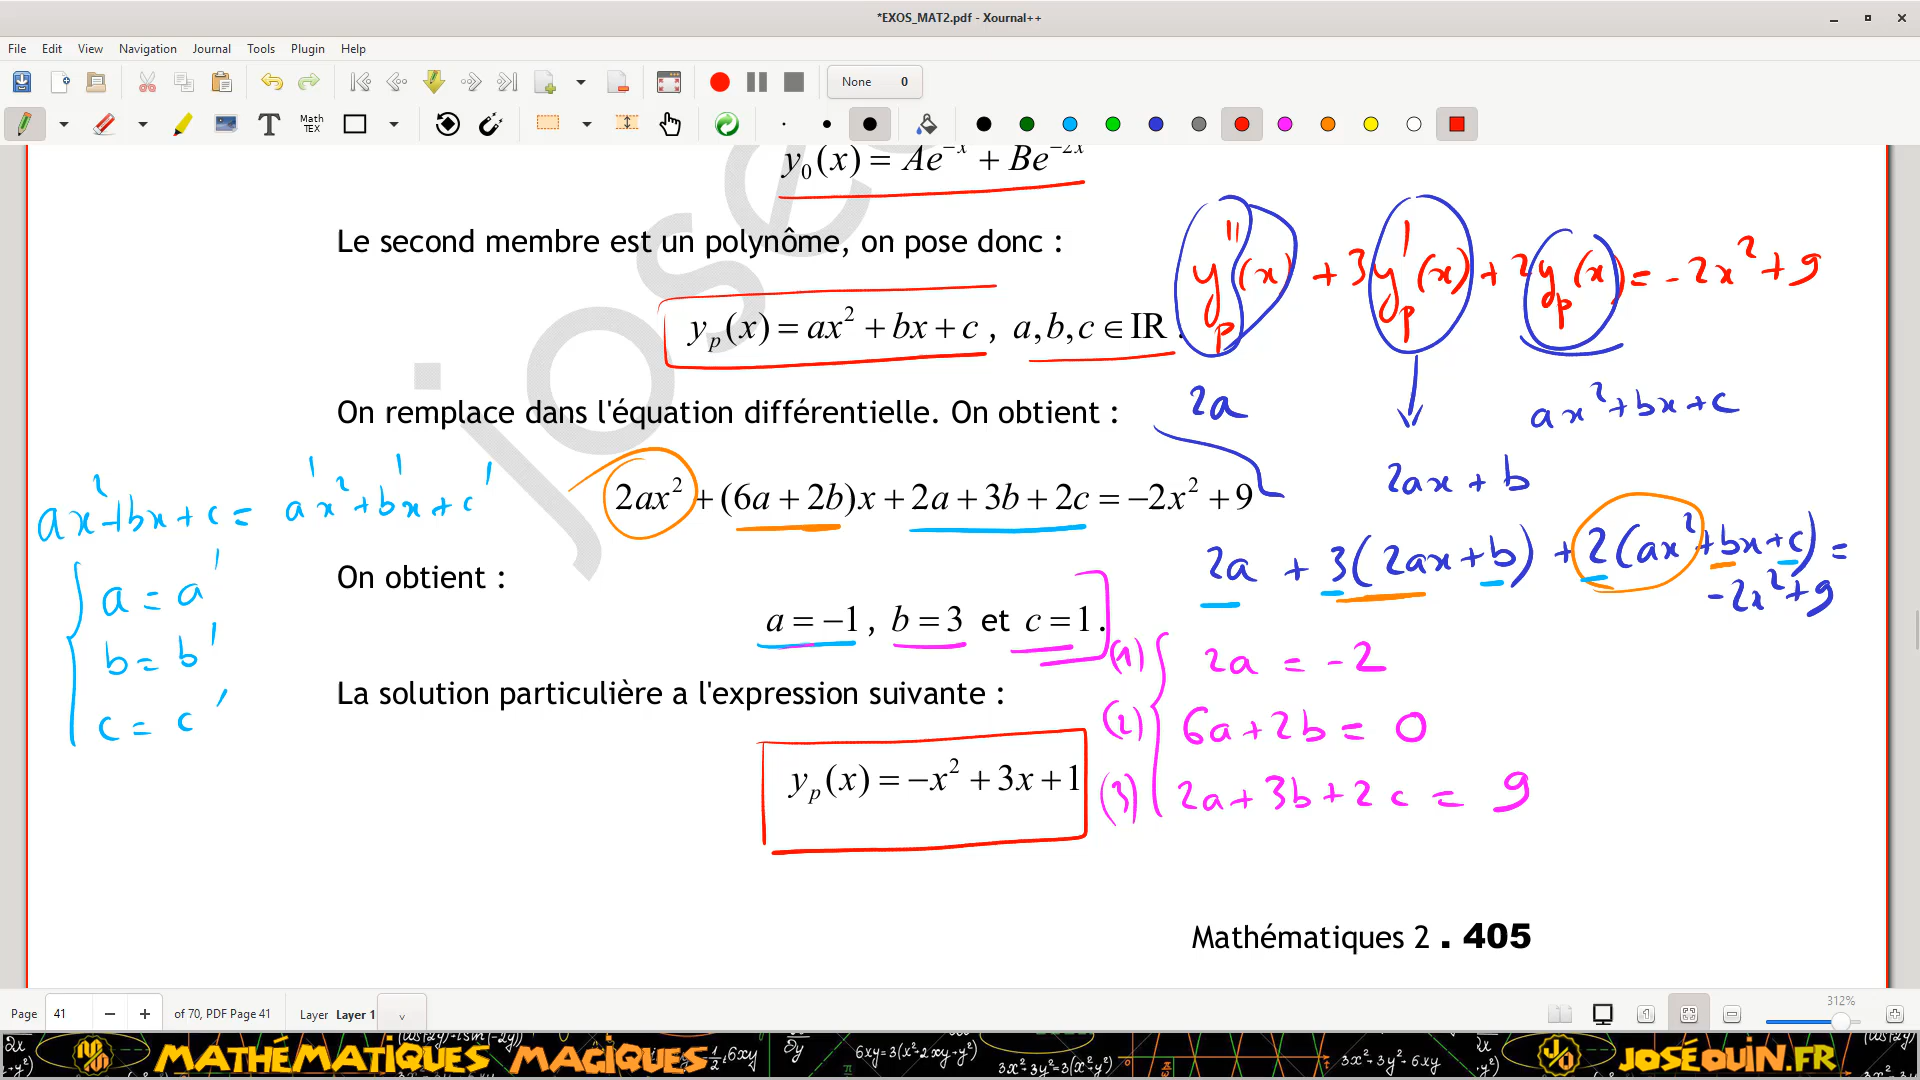 *EXOS_MAT2.pdf - Xournal++
File Edit View Navigation Journal Tools Plugin Help
None 0
Math TEX
y₀(x) = Ae⁻ˣ + Be⁻²ˣ
Le second membre est un polynôme, on pose donc :
y_p''(x) + 3y_p'(x) + 2y_p(x) = -2x² + 9
y_p(x) = ax² + bx + c , a,b,c ∈ IR .
2a
ax² + bx + c
On remplace dans l'équation différentielle. On obtient :
2ax + b
2ax² + (6a + 2b)x + 2a + 3b + 2c = −2x² + 9
ax² + bx + c = a'x² + b'x + c'
2a + 3(2ax + b) + 2(ax² + bx + c) =
-2x² + 9
On obtient :
a = a'
b = b'
c = c'
a = −1 , b = 3 et c = 1.
(1) 2a = -2
(2) 6a + 2b = 0
(3) 2a + 3b + 2c = 9
La solution particulière a l'expression suivante :
y_p(x) = −x² + 3x + 1
jose
Mathématiques 2 . 405
Page 41 of 70, PDF Page 41 Layer Layer 1
312%
MATHÉMATIQUES MAGIQUES
JOSÉOUIN.FR